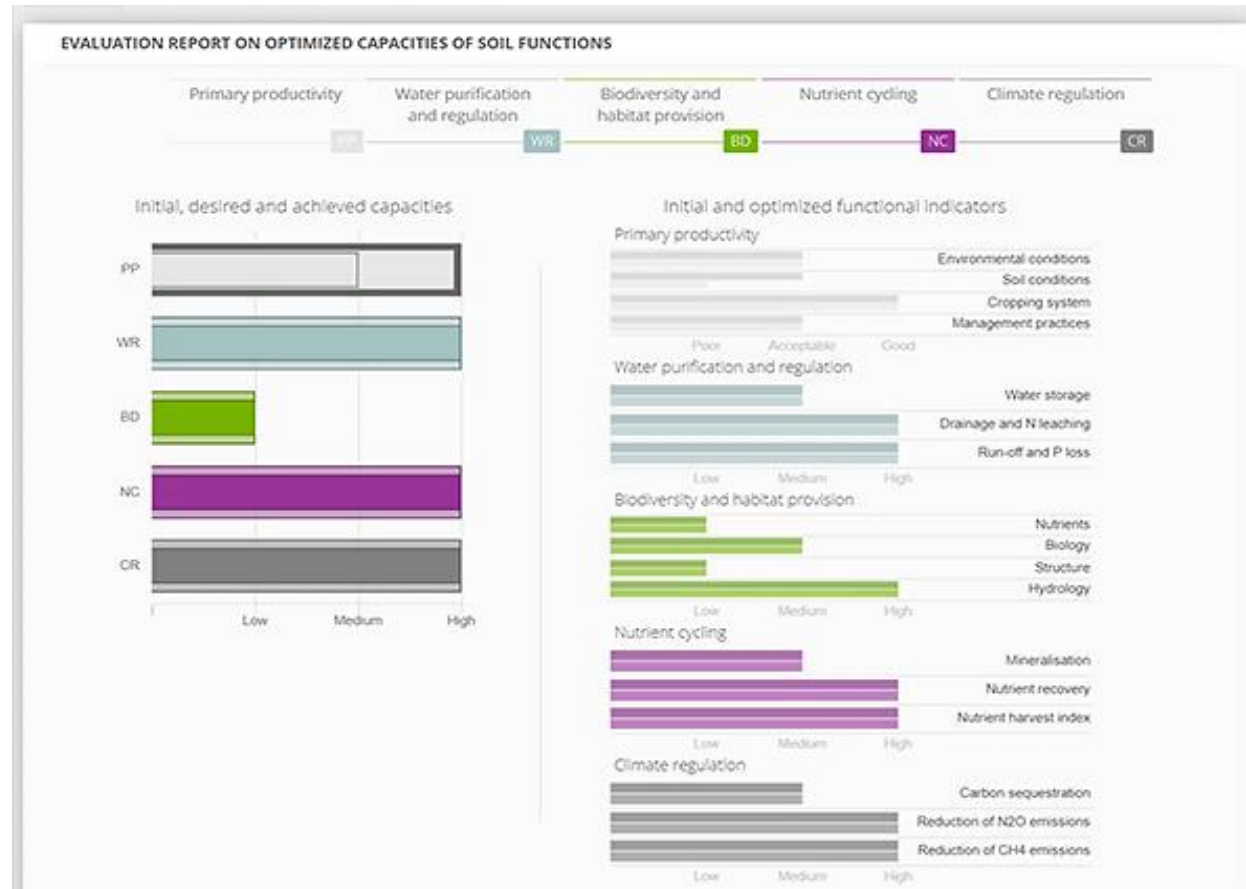 EVALUATION REPORT ON OPTIMIZED CAPACITIES OF SOIL FUNCTIONS
Primary productivity
PP
Water purification
and regulation
WR
Biodiversity and
habitat provision
BD
Nutrient cycling
NC
Climate regulation
CR
Initial, desired and achieved capacities
PP
WR
BD
NC
CR
Low Medium High
Initial and optimized functional indicators
Primary productivity
Environmental conditions
Soil conditions
Cropping system
Management practices
Poor Acceptable Good
Water purification and regulation
Water storage
Drainage and N leaching
Run-off and P loss
Low Medium High
Biodiversity and habitat provision
Nutrients
Biology
Structure
Hydrology
Low Medium High
Nutrient cycling
Mineralisation
Nutrient recovery
Nutrient harvest index
Low Medium High
Climate regulation
Carbon sequestration
Reduction of N2O emissions
Reduction of CH4 emissions
Low Medium High